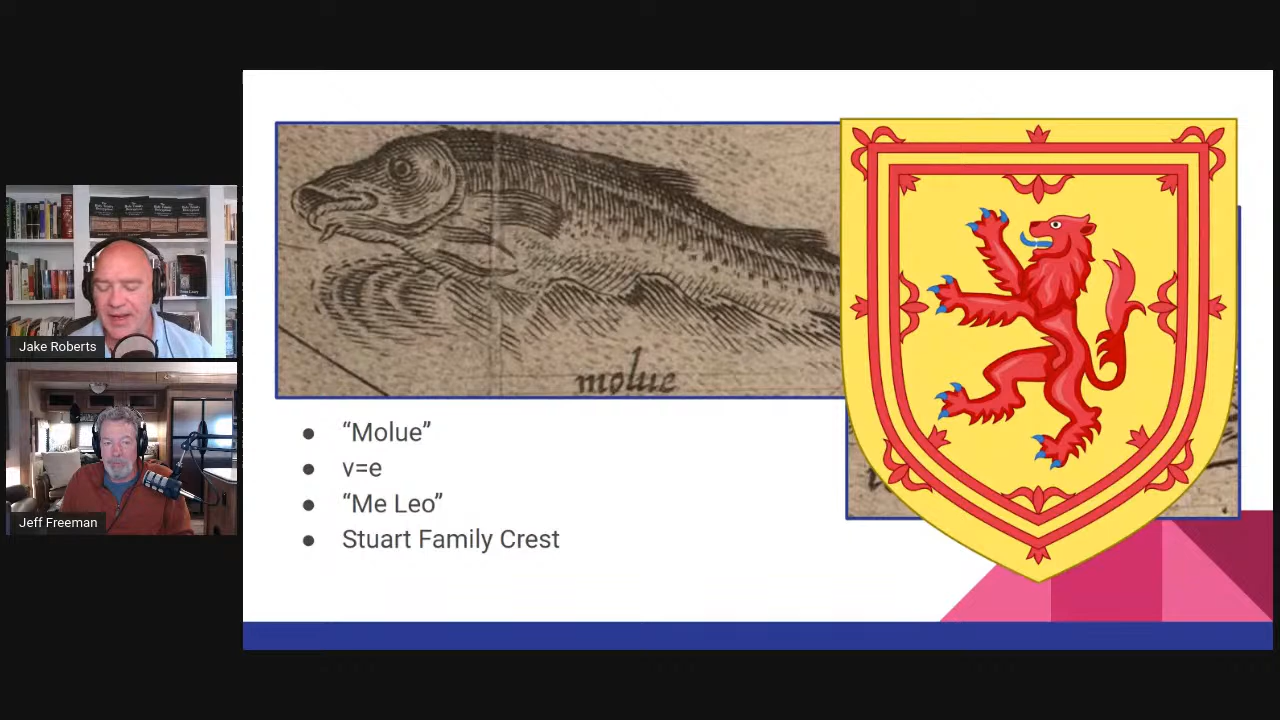 Jake Roberts
Jeff Freeman
molue
“Molue”
v=e
“Me Leo”
Stuart Family Crest